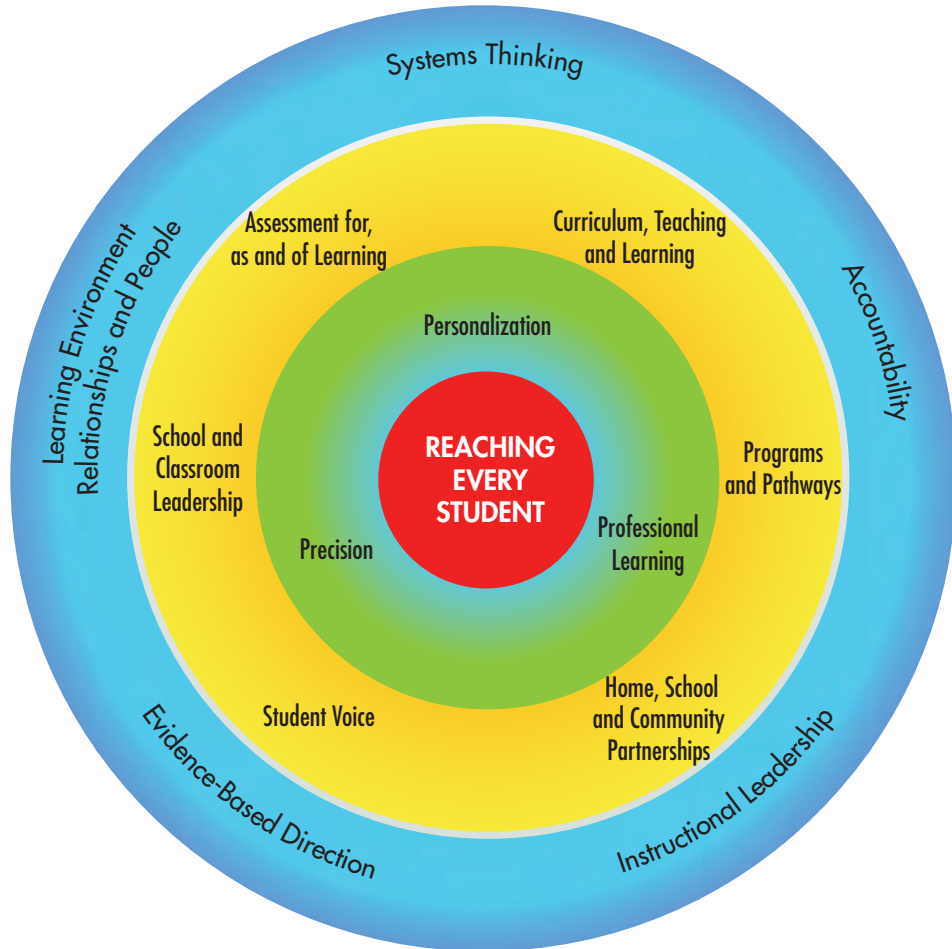 Systems Thinking
Accountability
Instructional Leadership
Evidence-Based Direction
Learning Environment
Relationships and People
Assessment for,
as and of Learning
Curriculum, Teaching
and Learning
Programs
and Pathways
Home, School
and Community
Partnerships
Student Voice
School and
Classroom
Leadership
Personalization
Professional
Learning
Precision
REACHING
EVERY
STUDENT